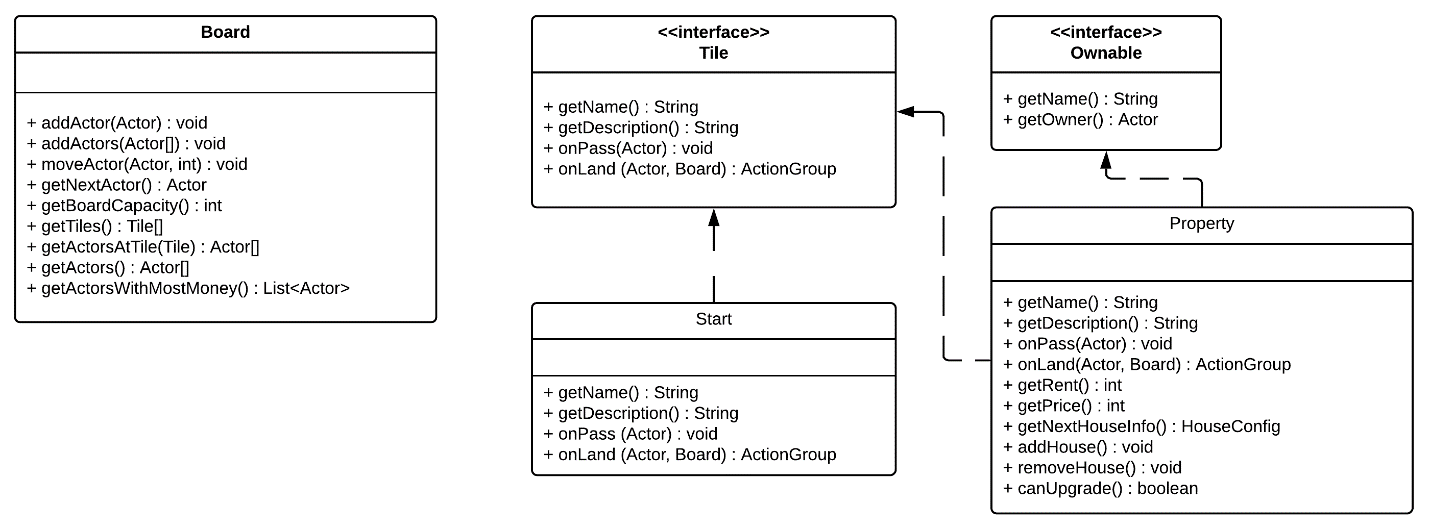 Board
+ addActor(Actor) : void
+ addActors(Actor[]) : void
+ moveActor(Actor, int) : void
+ getNextActor() : Actor
+ getBoardCapacity() : int
+ getTiles() : Tile[]
+ getActorsAtTile(Tile) : Actor[]
+ getActors() : Actor[]
+ getActorsWithMostMoney() : List<Actor>
<<interface>>
Tile
+ getName() : String
+ getDescription() : String
+ onPass(Actor) : void
+ onLand (Actor, Board) : ActionGroup
<<interface>>
Ownable
+ getName() : String
+ getOwner() : Actor
Start
+ getName() : String
+ getDescription() : String
+ onPass (Actor) : void
+ onLand (Actor, Board) : ActionGroup
Property
+ getName() : String
+ getDescription() : String
+ onPass(Actor) : void
+ onLand(Actor, Board) : ActionGroup
+ getRent() : int
+ getPrice() : int
+ getNextHouseInfo() : HouseConfig
+ addHouse() : void
+ removeHouse() : void
+ canUpgrade() : boolean